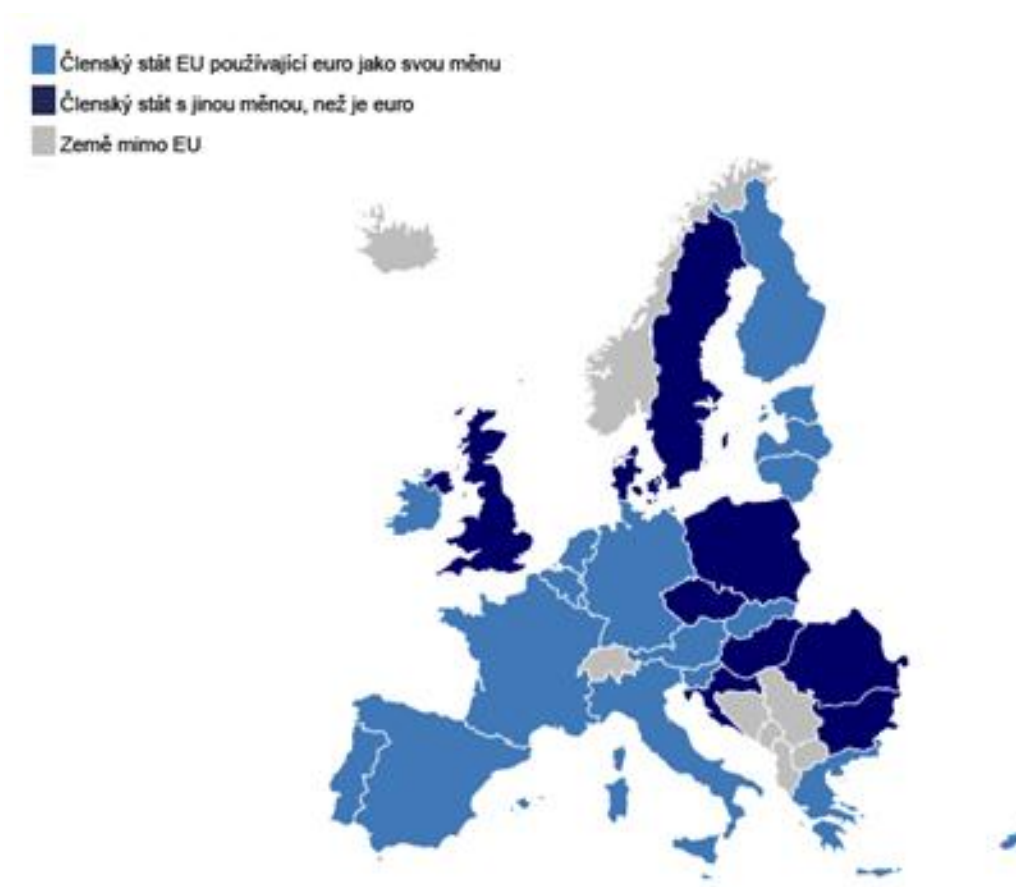 Členský stát EU používající euro jako svou měnu
Členský stát s jinou měnou, než je euro
Země mimo EU